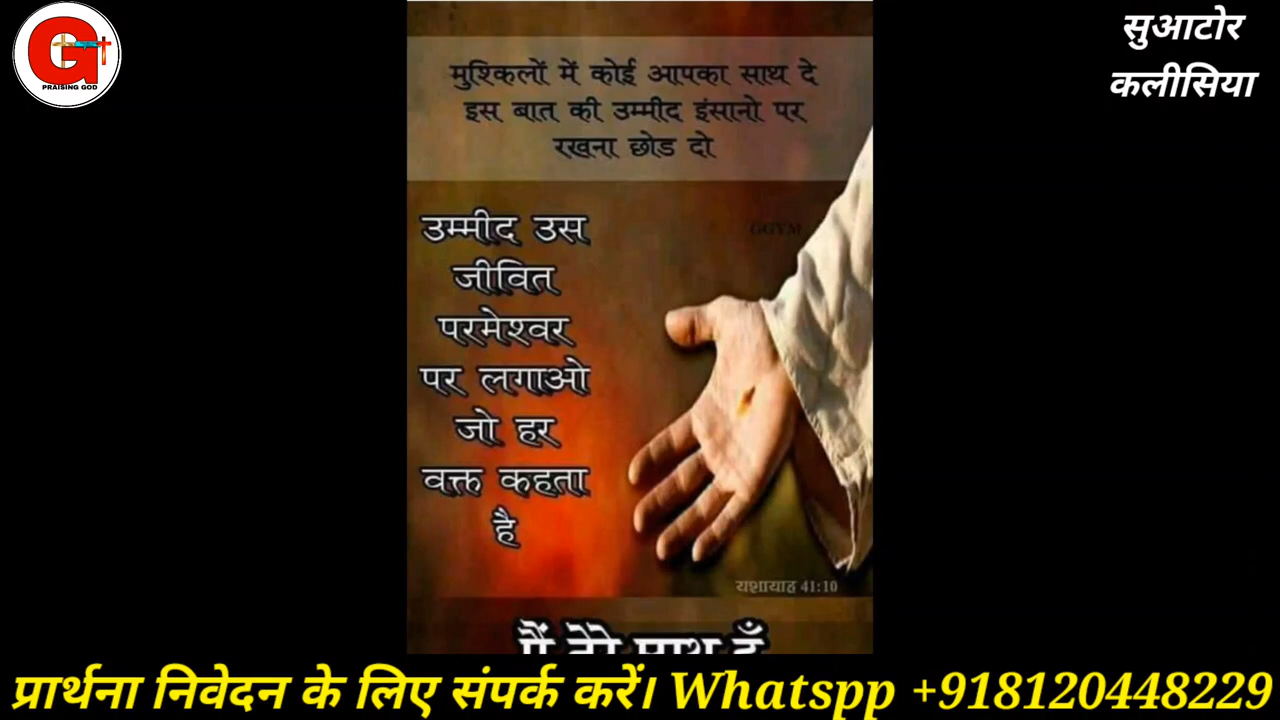 G
PRAISING GOD
सुआटोर
कलीसिया
मुश्किलों में कोई आपका साथ दे
इस बात की उम्मीद इंसानो पर
रखना छोड दो
उम्मीद उस
जीवित
परमेश्वर
पर लगाओ
जो हर
वक्त कहता
है
GGYM
यशायाह 41:10
मैं तेरे साथ हूँ
प्रार्थना निवेदन के लिए संपर्क करें। Whatspp +918120448229